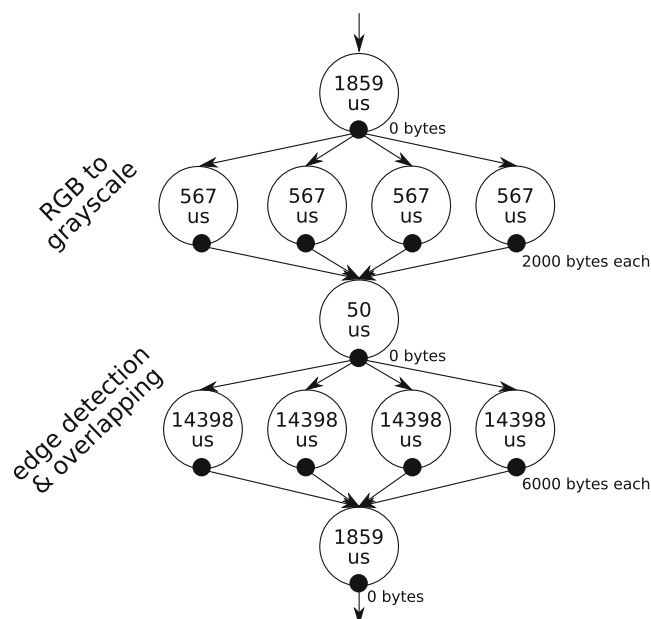 1859
us
0 bytes
RGB to
grayscale
567
us
567
us
567
us
567
us
2000 bytes each
50
us
0 bytes
edge detection
& overlapping
14398
us
14398
us
14398
us
14398
us
6000 bytes each
1859
us
0 bytes